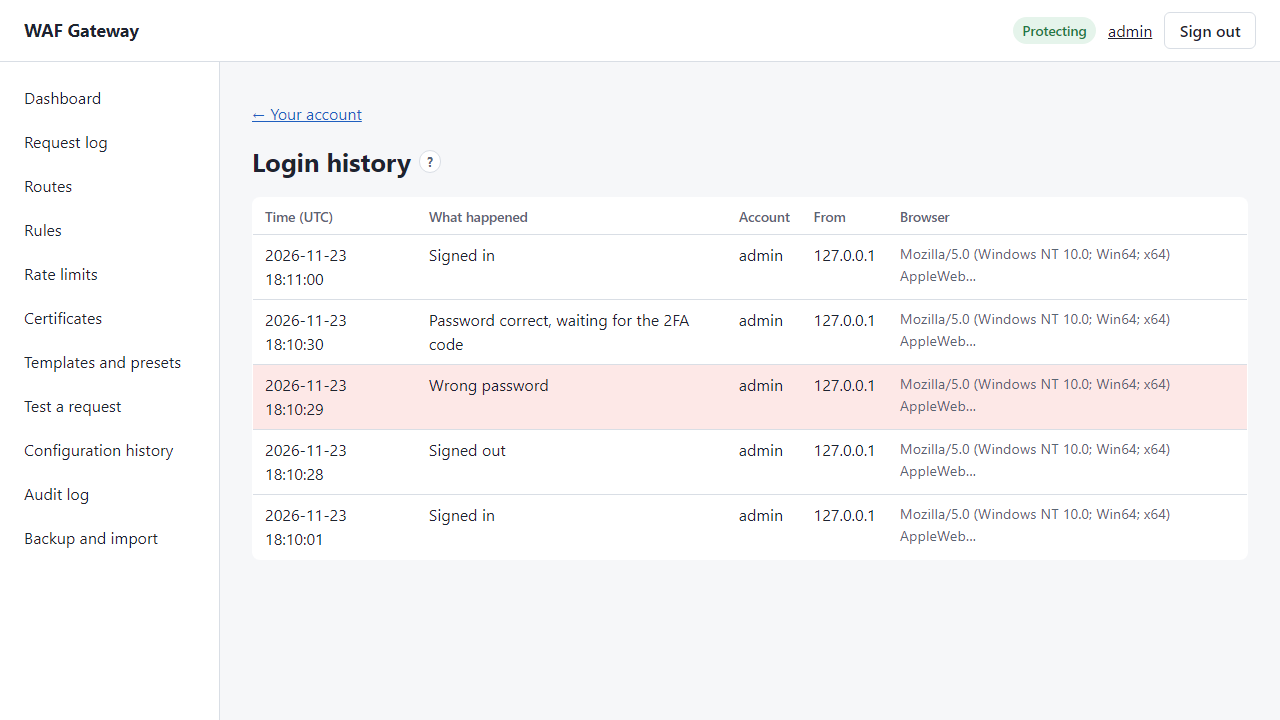 WAF Gateway
Protecting
admin
Sign out
Dashboard
Request log
Routes
Rules
Rate limits
Certificates
Templates and presets
Test a request
Configuration history
Audit log
Backup and import
← Your account
Login history ?
Time (UTC) What happened Account From Browser
2026-11-23 18:11:00 Signed in admin 127.0.0.1 Mozilla/5.0 (Windows NT 10.0; Win64; x64) AppleWeb...
2026-11-23 18:10:30 Password correct, waiting for the 2FA code admin 127.0.0.1 Mozilla/5.0 (Windows NT 10.0; Win64; x64) AppleWeb...
2026-11-23 18:10:29 Wrong password admin 127.0.0.1 Mozilla/5.0 (Windows NT 10.0; Win64; x64) AppleWeb...
2026-11-23 18:10:28 Signed out admin 127.0.0.1 Mozilla/5.0 (Windows NT 10.0; Win64; x64) AppleWeb...
2026-11-23 18:10:01 Signed in admin 127.0.0.1 Mozilla/5.0 (Windows NT 10.0; Win64; x64) AppleWeb...